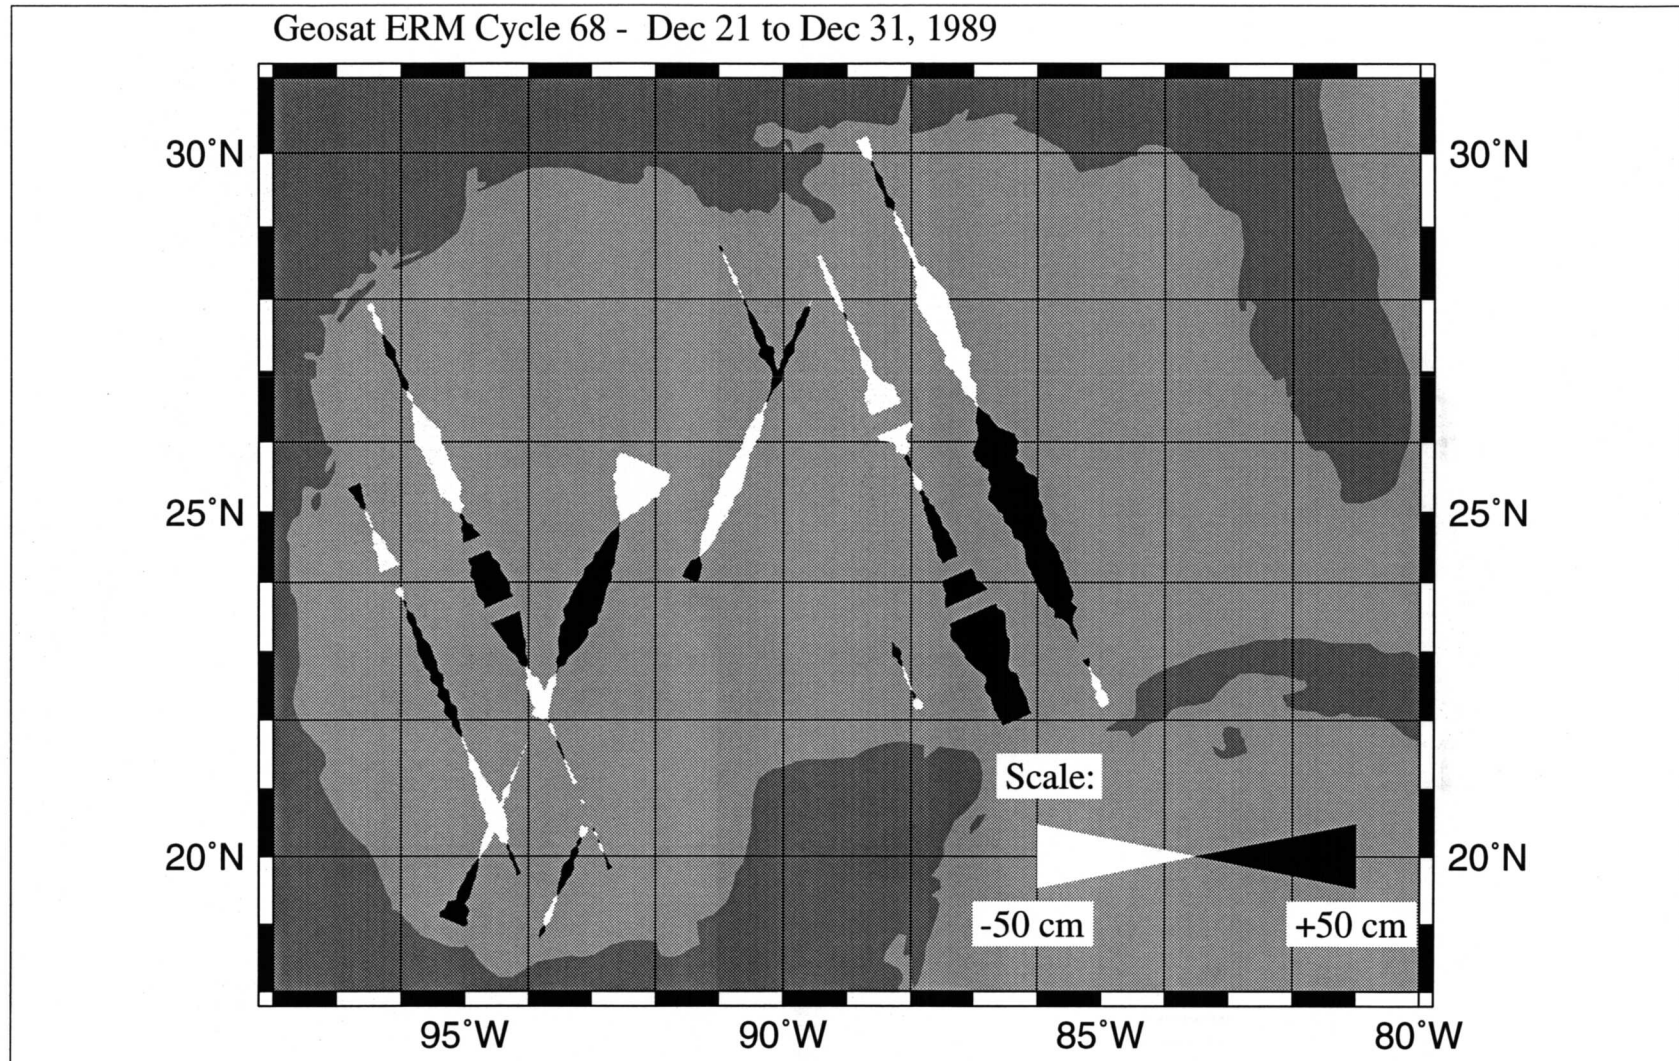 Geosat ERM Cycle 68 - Dec 21 to Dec 31, 1989
30˚N
30˚N
25˚N
25˚N
Scale:
20˚N
20˚N
-50 cm
+50 cm
95˚W
90˚W
85˚W
80˚W